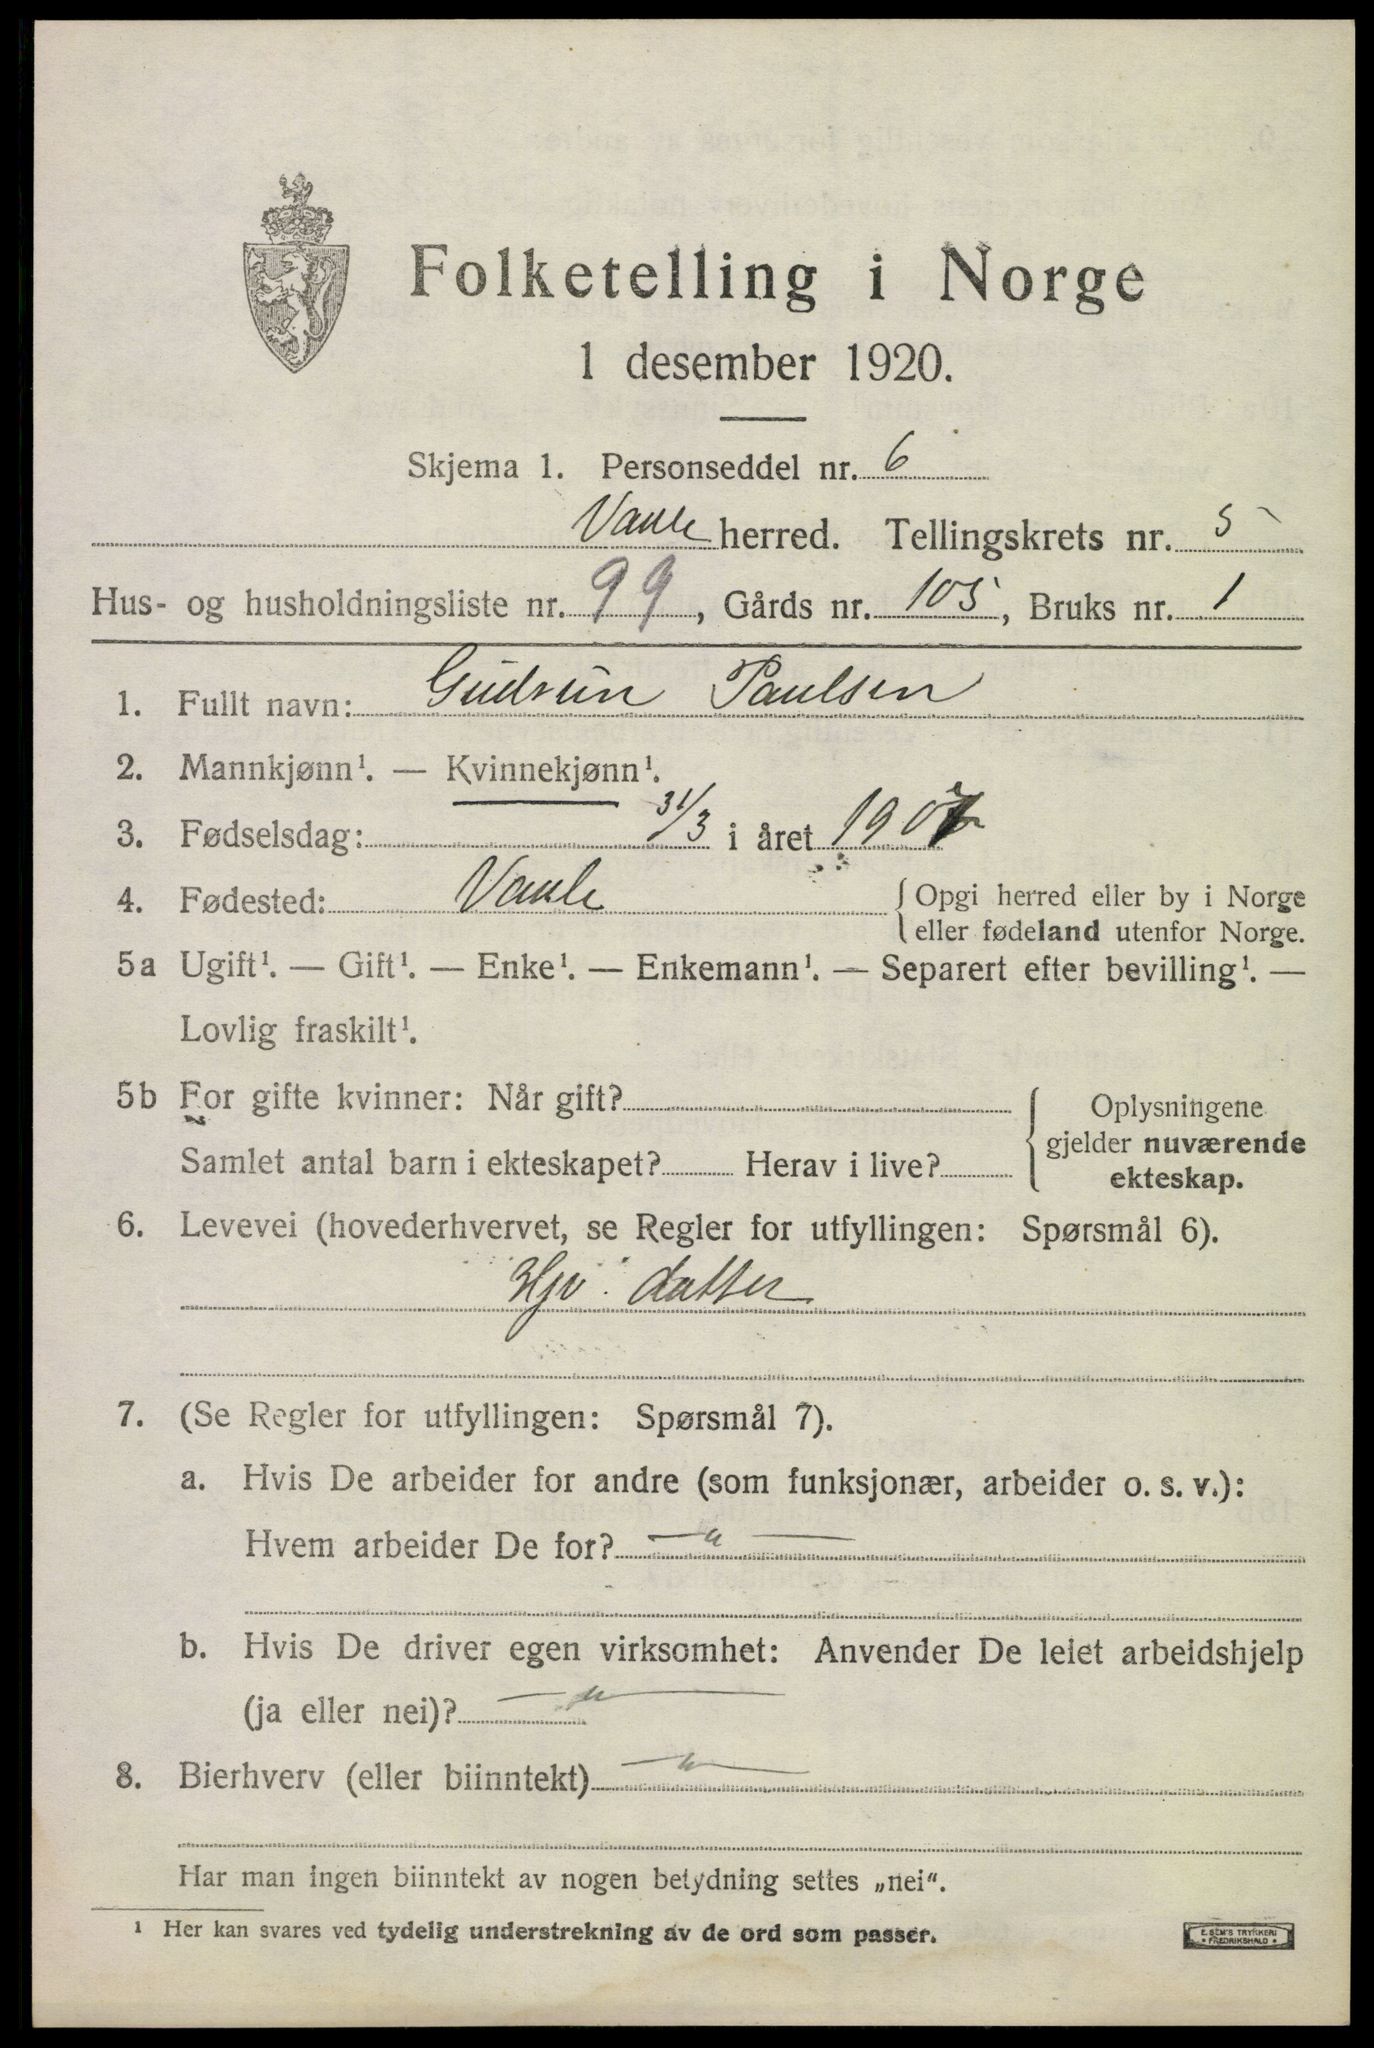 Folketelling i Norge
1 desember 1920.
Skjema 1. Personseddel nr. 6
Vaale herred. Tellingskrets nr. 5
Hus- og husholdningsliste nr. 99, Gårds nr. 105, Bruks nr. 1
1. Fullt navn: Gudrun Paulsen
2. Mannkjønn¹. — Kvinnekjønn¹.
3. Fødselsdag: 31/3 i året
4. Fødested: Vaale { Opgi herred eller by i Norge
eller fødeland utenfor Norge.
5a Ugift¹. — Gift¹. — Enke¹. — Enkemann¹. — Separert efter bevilling¹. —
Lovlig fraskilt¹.
5b For gifte kvinner: Når gift? Oplysningene
gjelder nuværende
Samlet antal barn i ekteskapet? Herav i live? ekteskap.
6. Levevei (hovederhvervet, se Regler for utfyllingen: Spørsmål 6).
Hjv. datter
7. (Se Regler for utfyllingen: Spørsmål 7).
a. Hvis De arbeider for andre (som funksjonær, arbeider o. s. v.):
Hvem arbeider De for? — " —
b. Hvis De driver egen virksomhet: Anvender De leiet arbeidshjelp
(ja eller nei)? — " —
8. Bierhverv (eller biinntekt) — " —
Har man ingen biinntekt av nogen betydning settes „nei“.
¹ Her kan svares ved tydelig understrekning av de ord som passer.
E. SEM'S TRYKKERI
• FREDRIKSHALD •